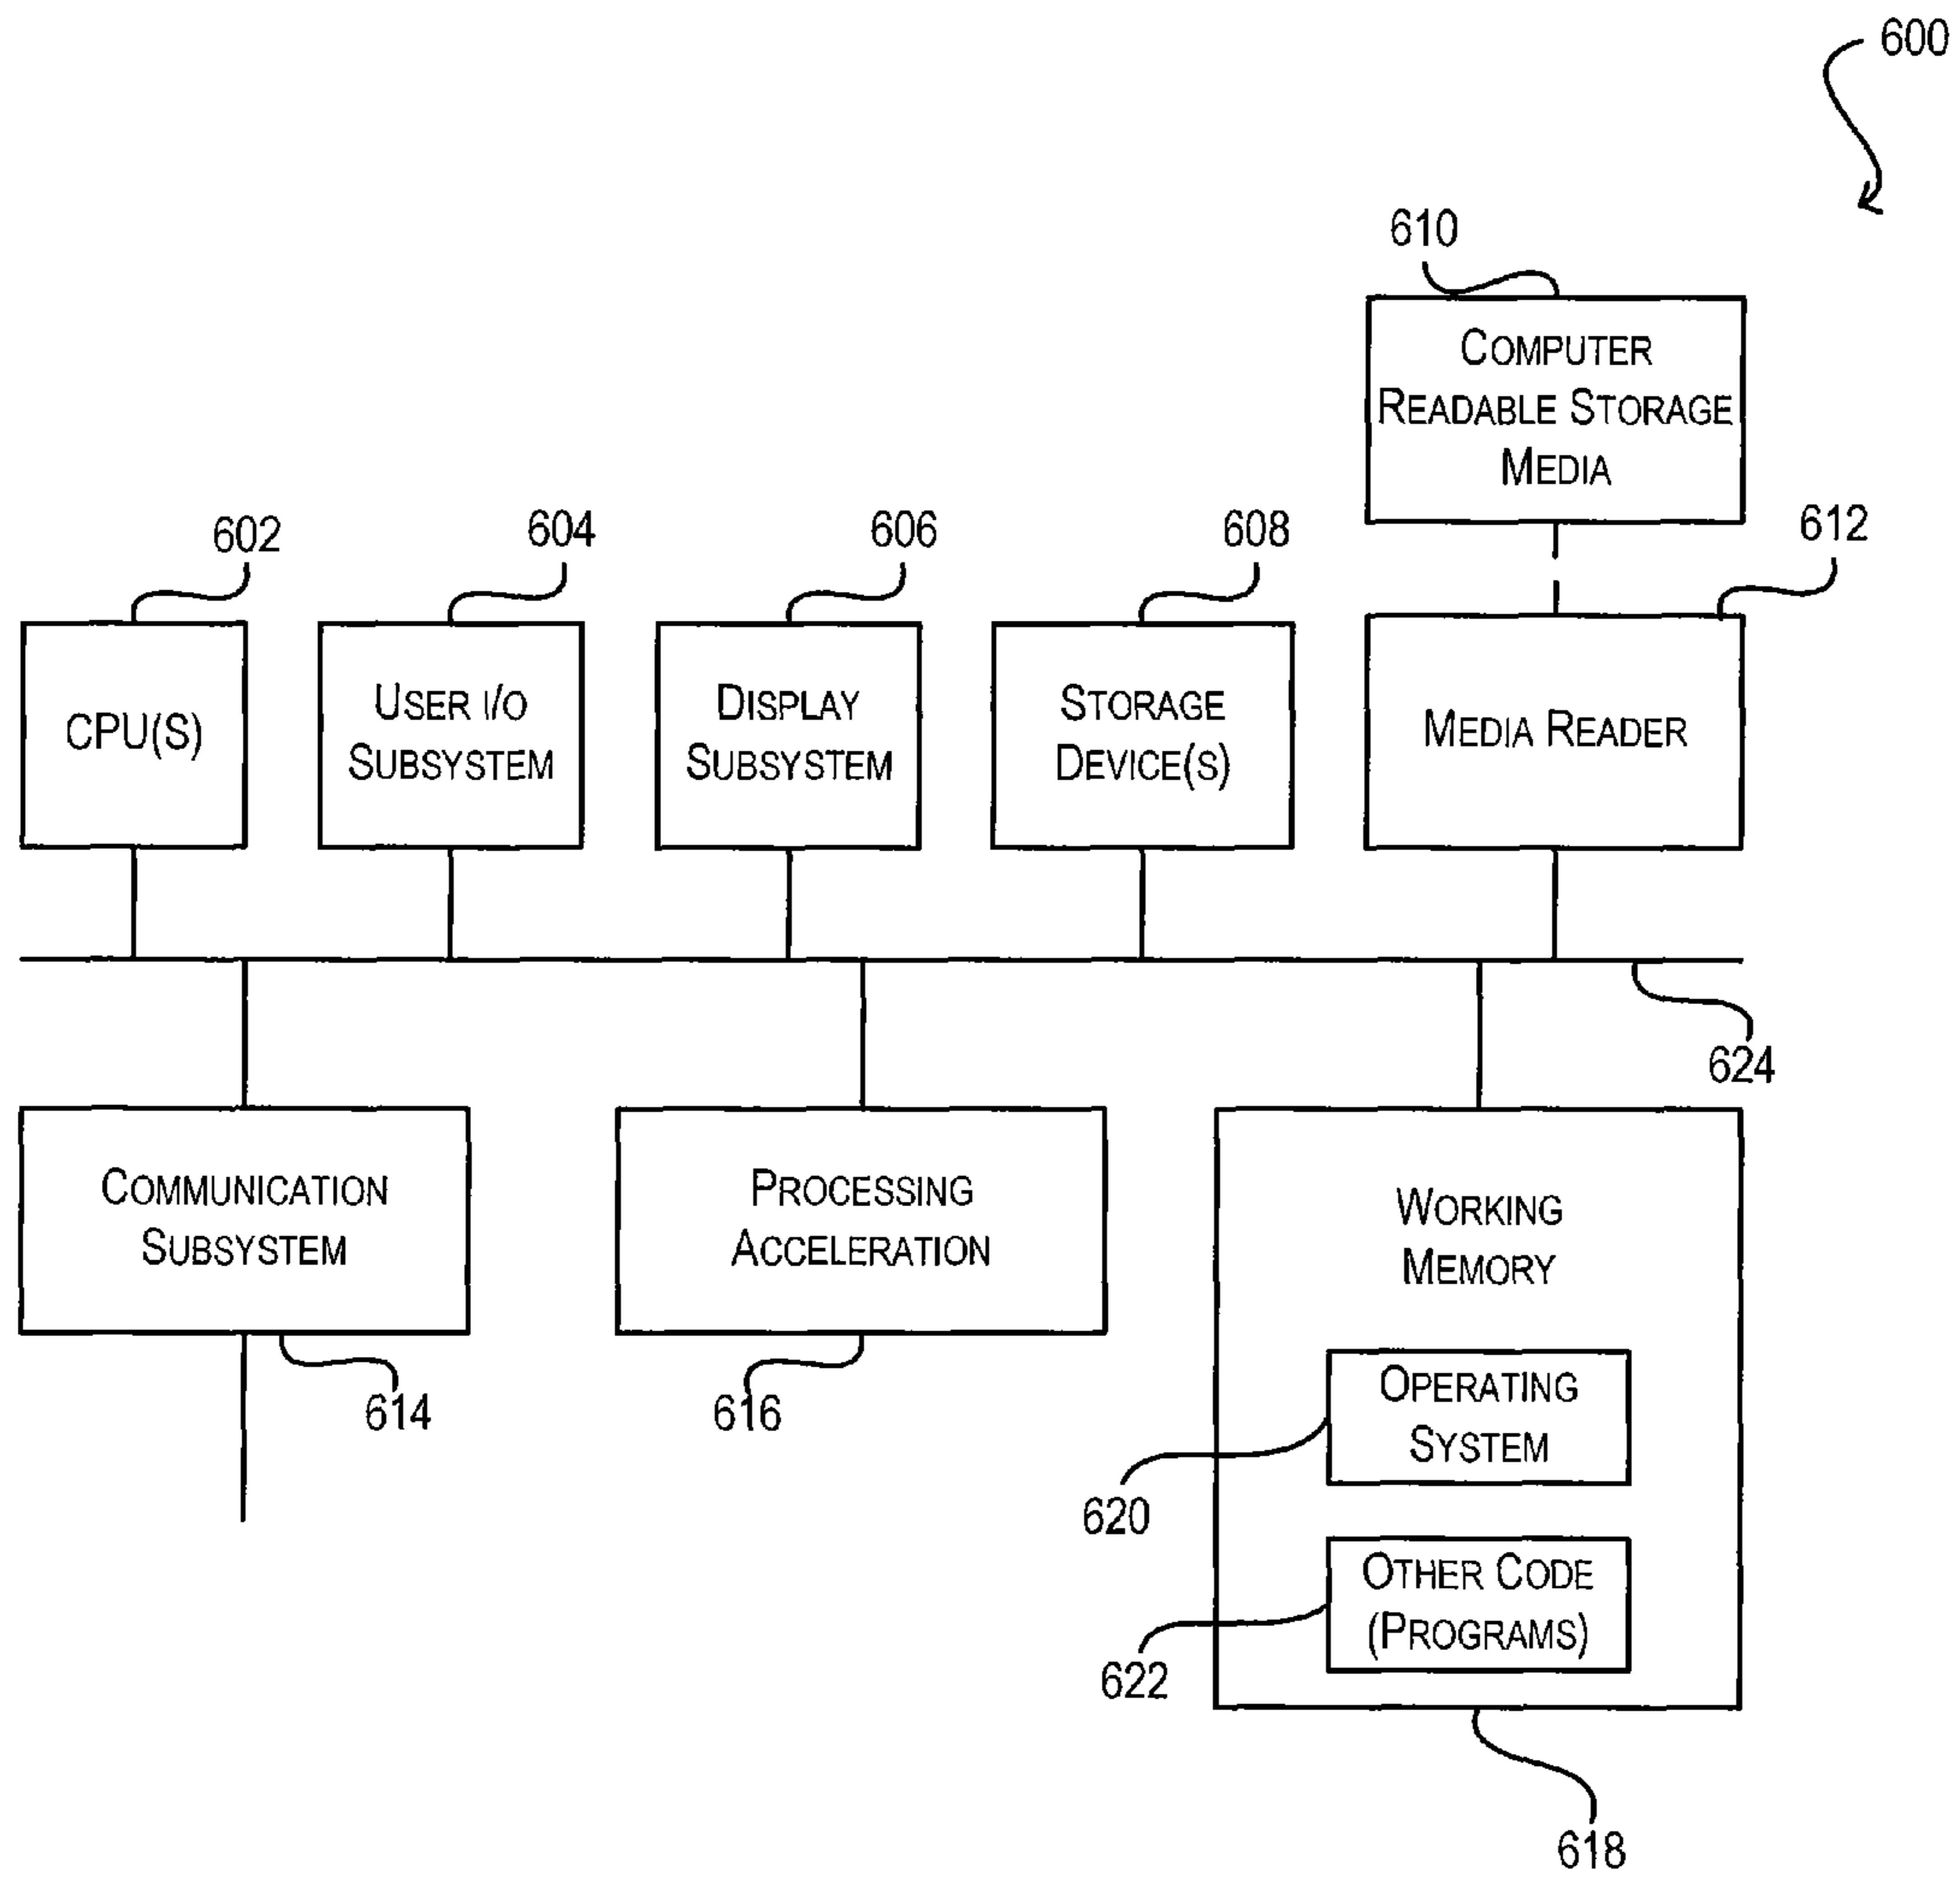 600
610
COMPUTER
READABLE STORAGE
MEDIA
602
604
606
608
612
CPU(S)
USER I/O
SUBSYSTEM
DISPLAY
SUBSYSTEM
STORAGE
DEVICE(S)
MEDIA READER
624
COMMUNICATION
SUBSYSTEM
PROCESSING
ACCELERATION
WORKING
MEMORY
614
616
OPERATING
SYSTEM
620
OTHER CODE
(PROGRAMS)
622
618